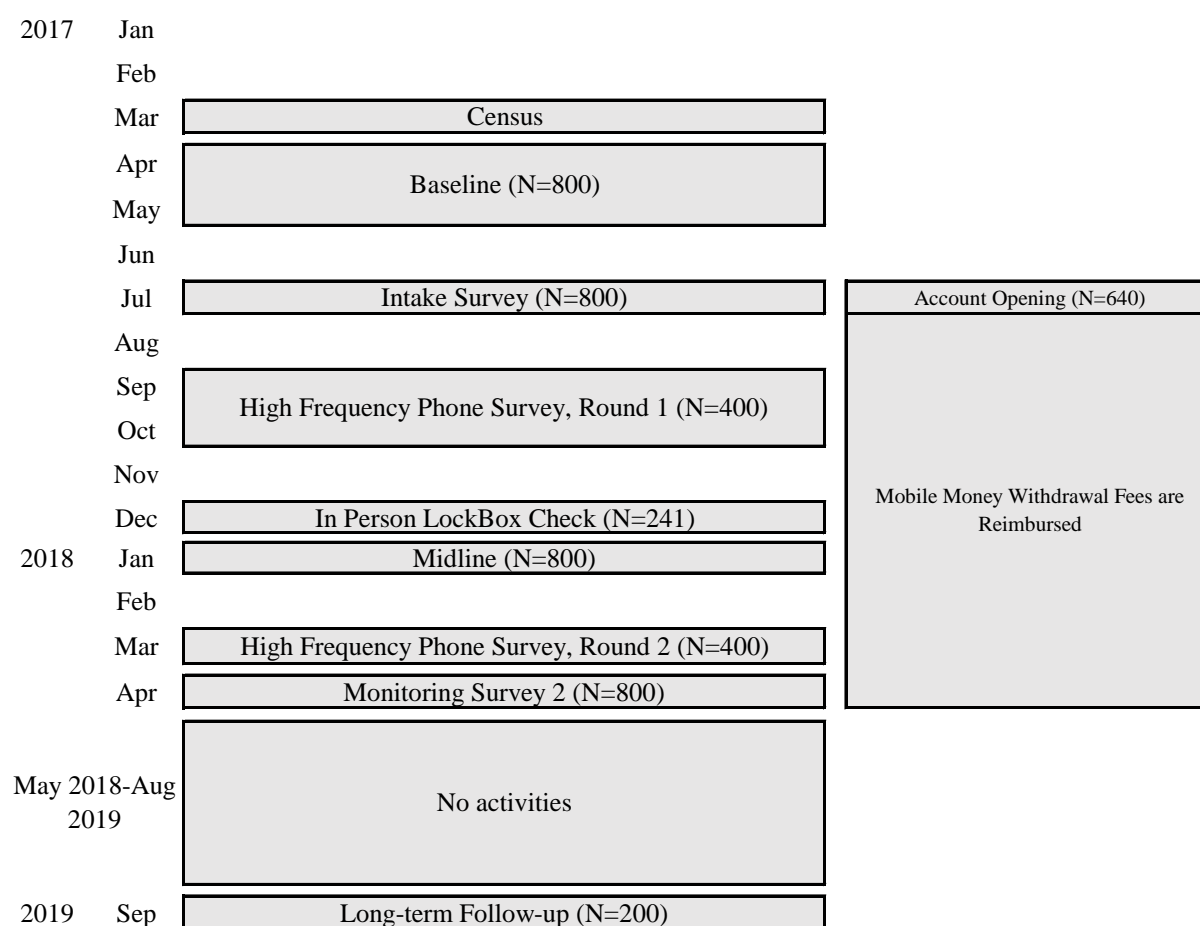 2017 Jan
Feb
Mar Census
Apr
Baseline (N=800)
May
Jun
Jul Intake Survey (N=800) Account Opening (N=640)
Aug
Sep
High Frequency Phone Survey, Round 1 (N=400)
Oct
Nov
Mobile Money Withdrawal Fees are
Reimbursed
Dec In Person LockBox Check (N=241)
2018 Jan Midline (N=800)
Feb
Mar High Frequency Phone Survey, Round 2 (N=400)
Apr Monitoring Survey 2 (N=800)
May 2018-Aug
2019
No activities
2019 Sep Long-term Follow-up (N=200)